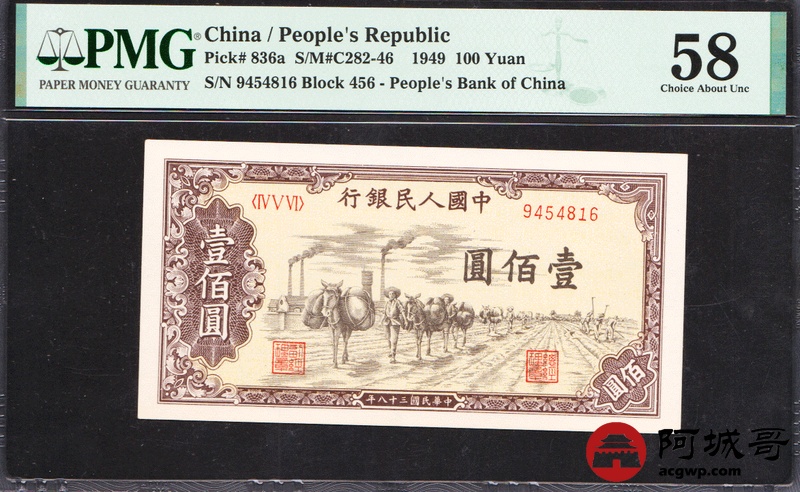 PMG®
PAPER MONEY GUARANTY
China / People's Republic
Pick# 836a S/M#C282-46 1949 100 Yuan
S/N 9454816 Block 456 - People's Bank of China
58
Choice About Unc
〈IV V VI〉
行銀民人國中
9454816
圓佰壹
壹佰圓
佰圓
年八十三國民華中
阿城哥
acgwp.com